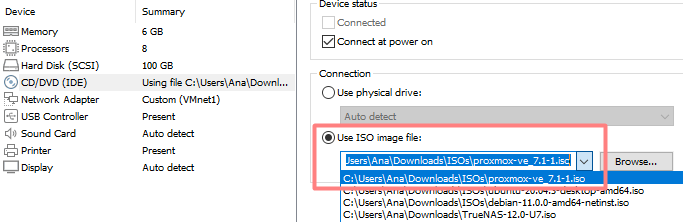 Device Summary
Memory 6 GB
Processors 8
Hard Disk (SCSI) 100 GB
CD/DVD (IDE) Using file C:\Users\Ana\Downl...
Network Adapter Custom (VMnet1)
USB Controller Present
Sound Card Auto detect
Printer Present
Display Auto detect
Device status
Connected
Connect at power on
Connection
Use physical drive:
Auto detect
Use ISO image file:
Users\Ana\Downloads\ISOs\proxmox-ve_7.1-1.iso Browse...
C:\Users\Ana\Downloads\ISOs\proxmox-ve_7.1-1.iso
C:\Users\Ana\Downloads\ISOs\ubuntu-20.04.3-desktop-amd64.iso
C:\Users\Ana\Downloads\ISOs\debian-11.0.0-amd64-netinst.iso
C:\Users\Ana\Downloads\TrueNAS-12.0-U7.iso